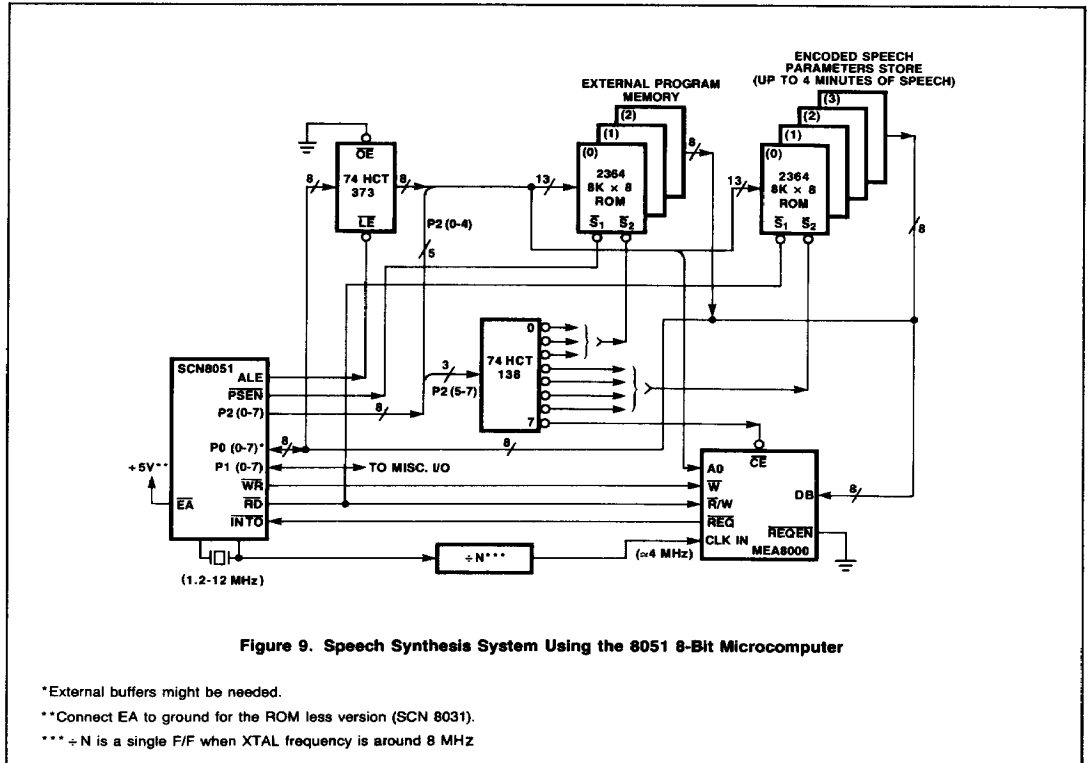 ENCODED SPEECH
PARAMETERS STORE
(UP TO 4 MINUTES OF SPEECH)
EXTERNAL PROGRAM
MEMORY
(3)
(2)
(2)
(1)
(1)
(0)
(0)
OE
8
74 HCT
373
8
LE
13
2364
8K × 8
ROM
S1 S2
8
13
2364
8K × 8
ROM
S1 S2
8
P2 (0-4)
5
0
74 HCT
138
7
3
P2 (5-7)
SCN8051
ALE
PSEN
P2 (0-7)
8
P0 (0-7)*
8
8
P1 (0-7)
TO MISC. I/O
WR
RD
INT0
+5V**
EA
(1.2-12 MHz)
÷N***
(≃4 MHz)
CE
A0
W
R/W
REQ
CLK IN
DB
8
REQEN
MEA8000
Figure 9. Speech Synthesis System Using the 8051 8-Bit Microcomputer
*External buffers might be needed.
**Connect EA to ground for the ROM less version (SCN 8031).
***÷N is a single F/F when XTAL frequency is around 8 MHz